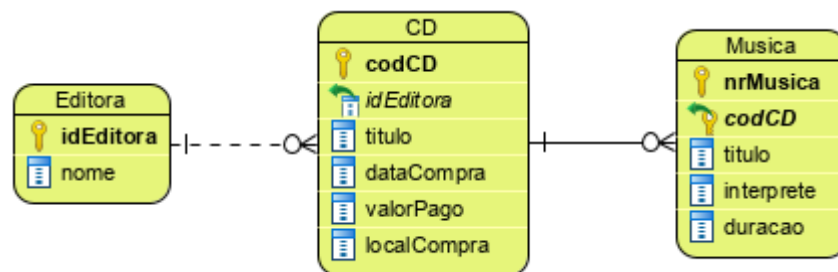 Editora
idEditora
nome
CD
codCD
idEditora
titulo
dataCompra
valorPago
localCompra
Musica
nrMusica
codCD
titulo
interprete
duracao